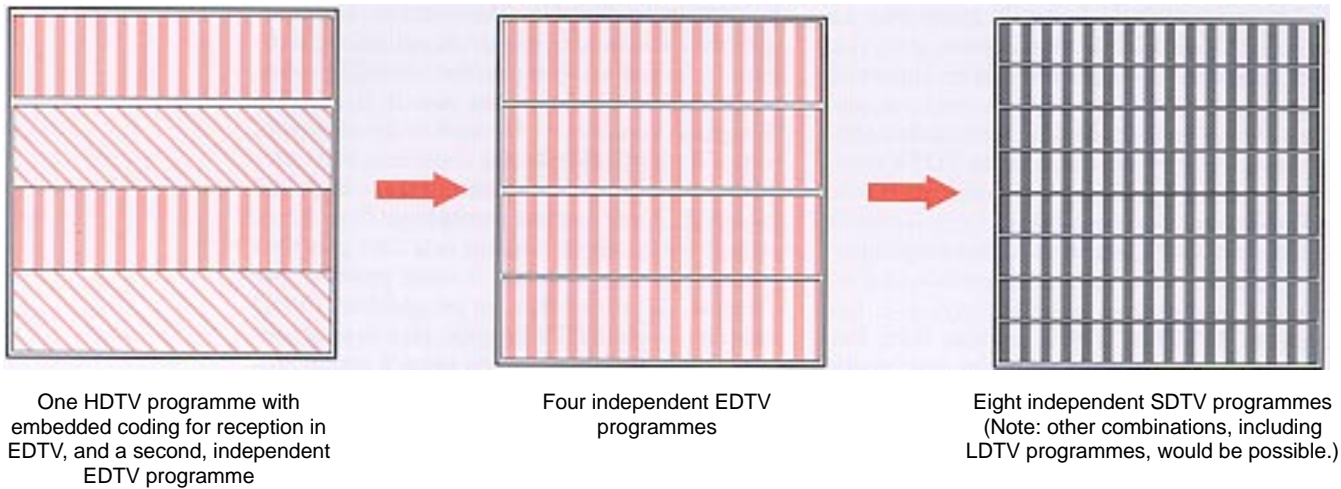 One HDTV programme with
embedded coding for reception in
EDTV, and a second, independent
EDTV programme
Four independent EDTV
programmes
Eight independent SDTV programmes
(Note: other combinations, including
LDTV programmes, would be possible.)